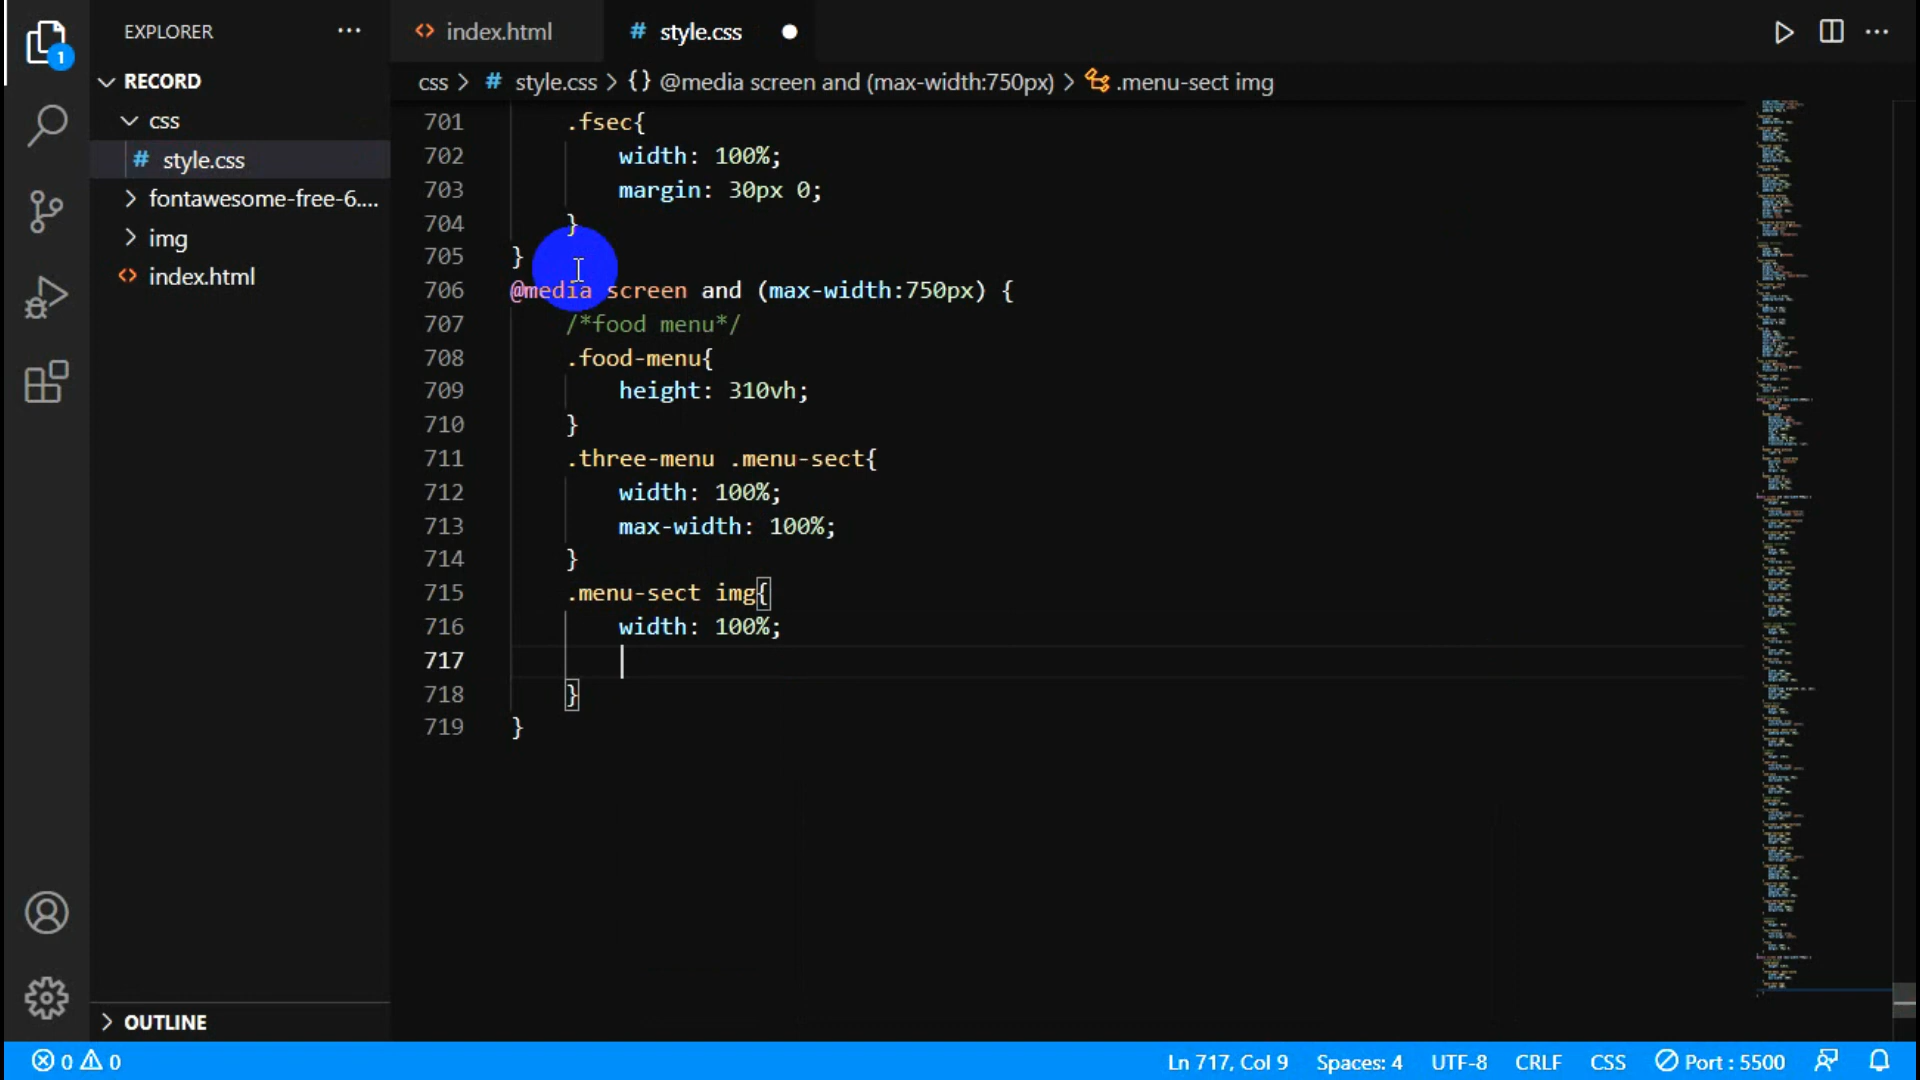 EXPLORER
RECORD
css
# style.css
fontawesome-free-6....
img
<> index.html
OUTLINE
1
<> index.html
# style.css
css > # style.css > {} @media screen and (max-width:750px) > .menu-sect img
701 .fsec{
702 width: 100%;
703 margin: 30px 0;
704 }
705 }
706 @media screen and (max-width:750px) {
707 /*food menu*/
708 .food-menu{
709 height: 310vh;
710 }
711 .three-menu .menu-sect{
712 width: 100%;
713 max-width: 100%;
714 }
715 .menu-sect img{
716 width: 100%;
717
718 }
719 }
0 0 Ln 717, Col 9 Spaces: 4 UTF-8 CRLF CSS Port : 5500